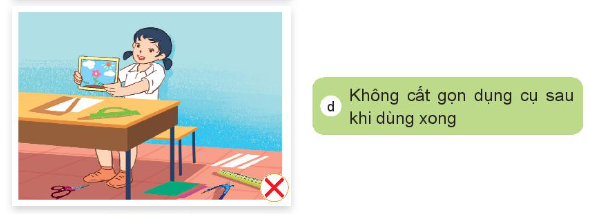 d
Không cất gọn dụng cụ sau
khi dùng xong